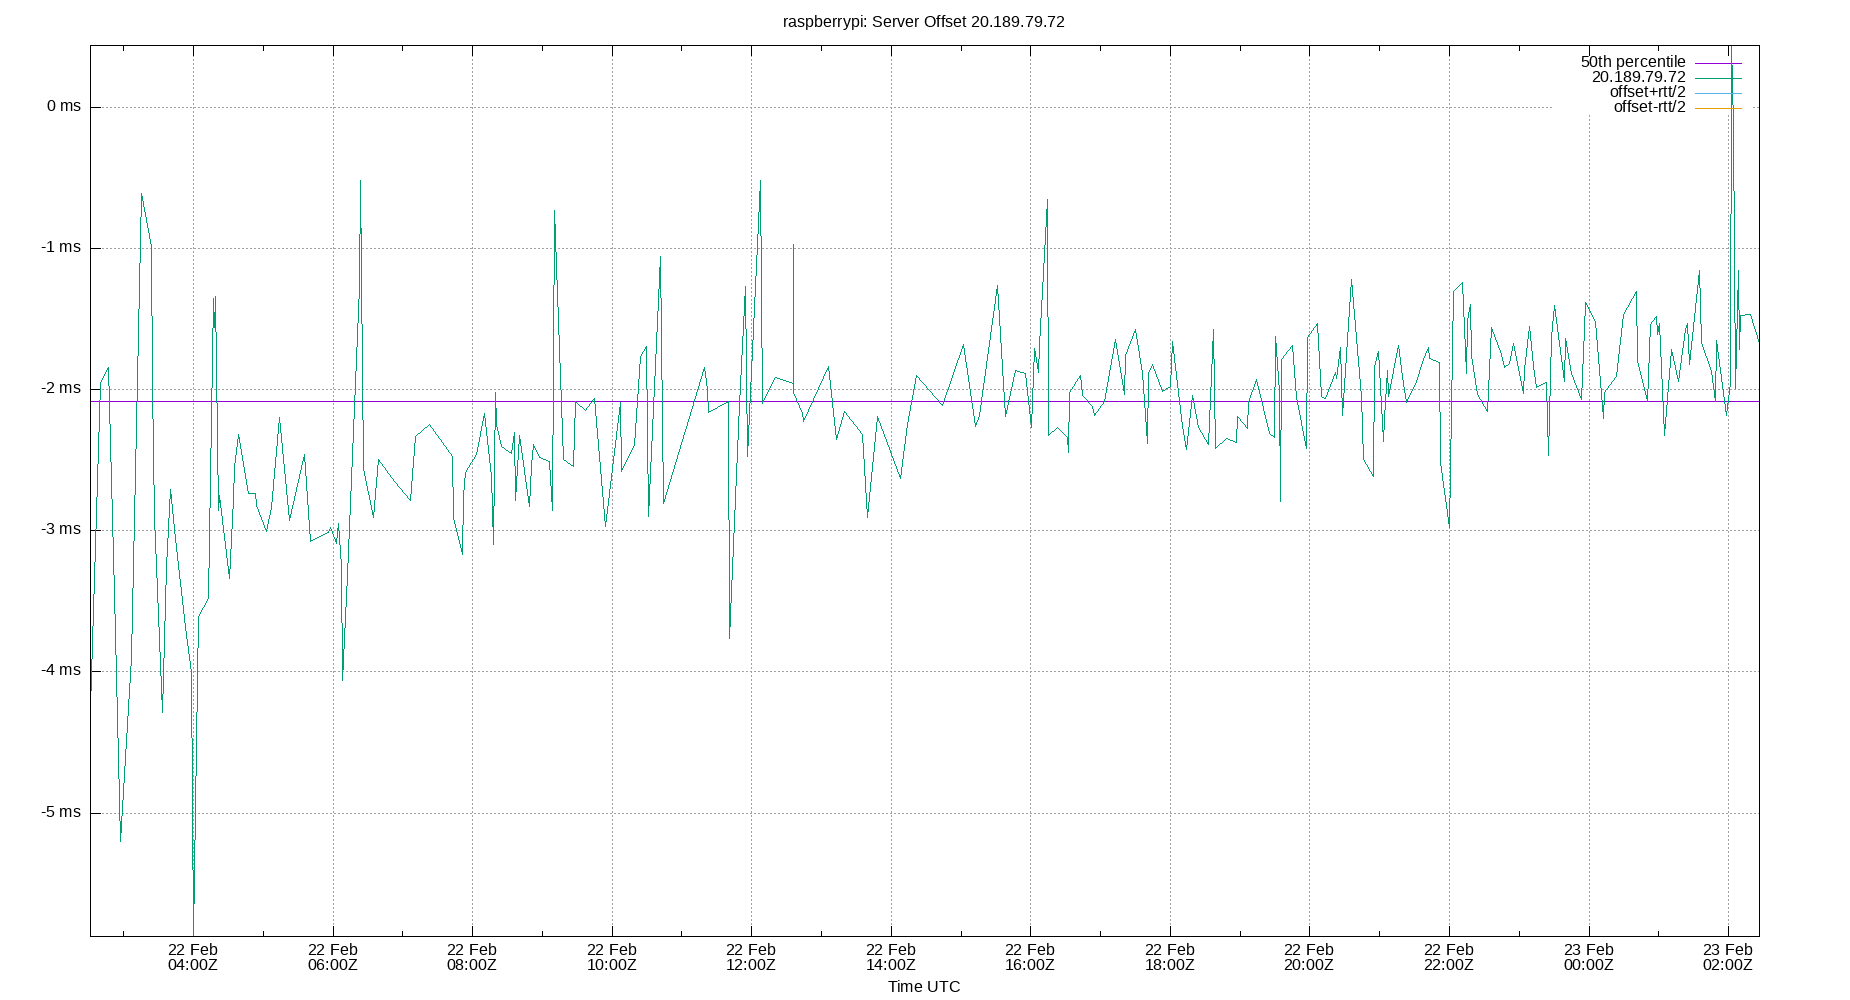 raspberrypi: Server Offset 20.189.79.72
50th percentile
20.189.79.72
offset+rtt/2
offset-rtt/2
0 ms
-1 ms
-2 ms
-3 ms
-4 ms
-5 ms
22 Feb 22 Feb 22 Feb 22 Feb 22 Feb 22 Feb 22 Feb 22 Feb 22 Feb 22 Feb 23 Feb 23 Feb
04:00Z 06:00Z 08:00Z 10:00Z 12:00Z 14:00Z 16:00Z 18:00Z 20:00Z 22:00Z 00:00Z 02:00Z
Time UTC